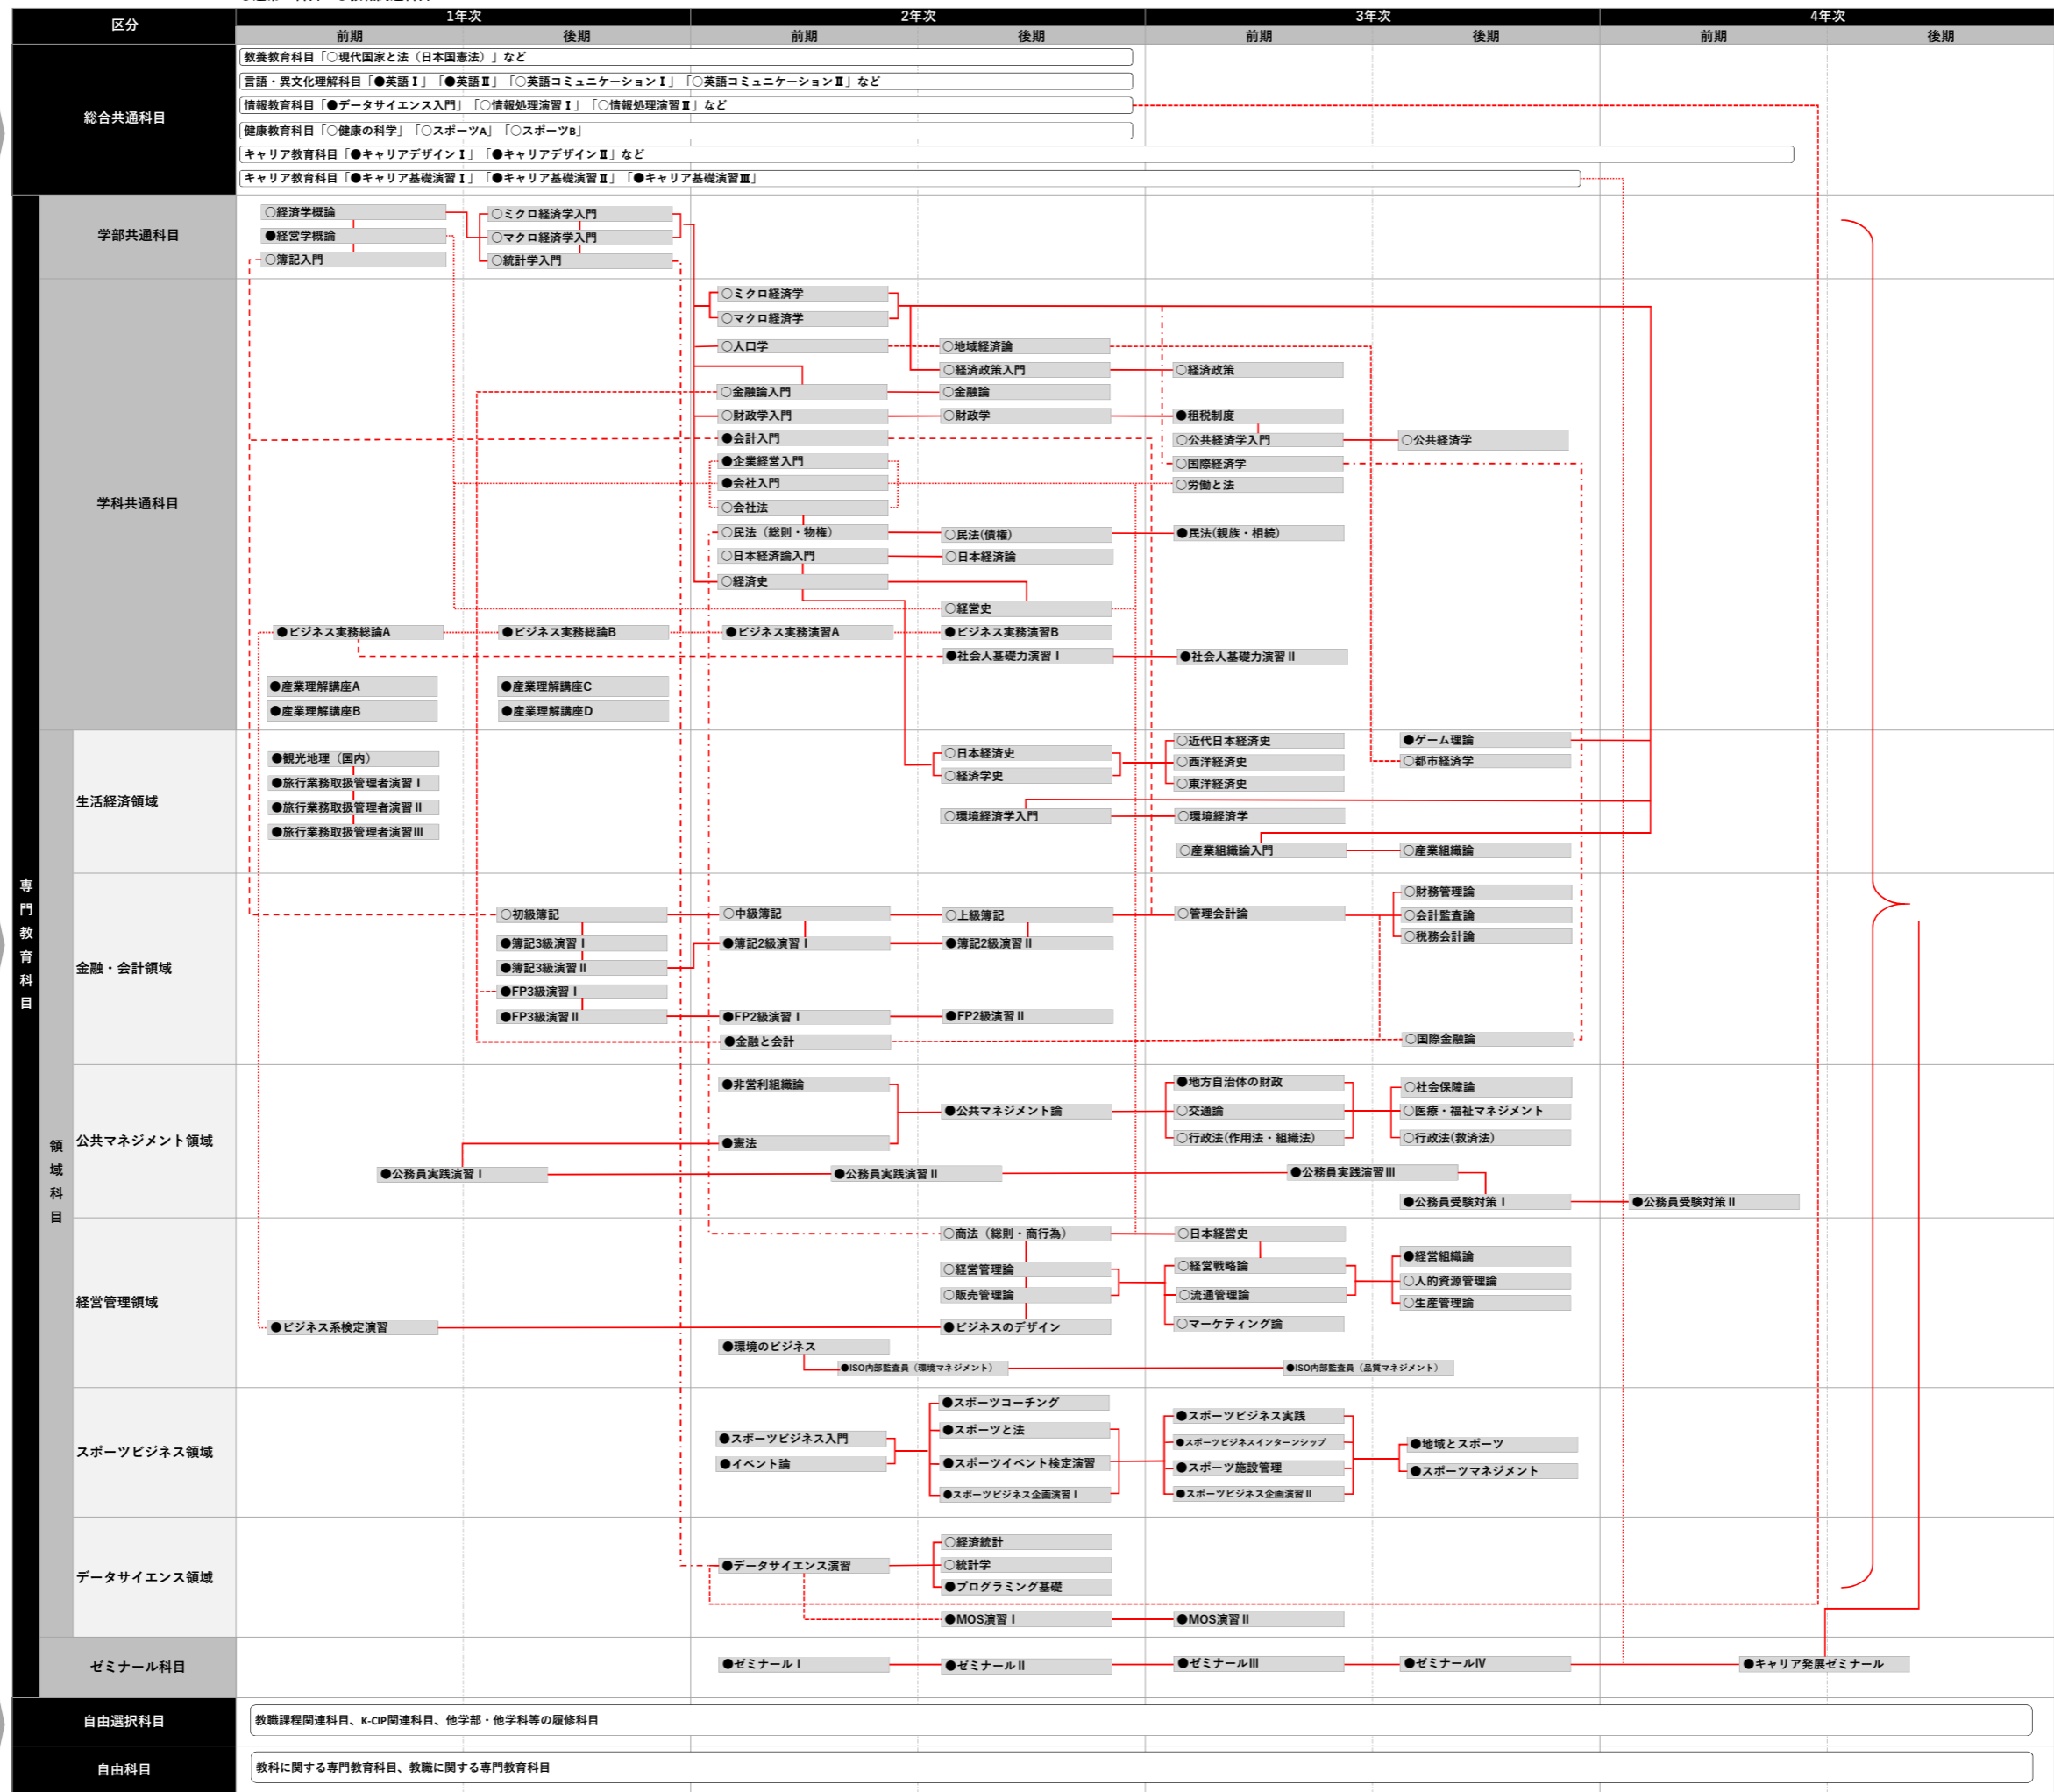 区分
1年次
2年次
3年次
4年次
前期
後期
前期
後期
前期
後期
前期
後期
総合共通科目
教養教育科目「○現代国家と法（日本国憲法）」など
言語・異文化理解科目「●英語Ⅰ」「●英語Ⅱ」「○英語コミュニケーションⅠ」「○英語コミュニケーションⅡ」など
情報教育科目「●データサイエンス入門」「○情報処理演習Ⅰ」「○情報処理演習Ⅱ」など
健康教育科目「○健康の科学」「○スポーツA」「○スポーツB」
キャリア教育科目「●キャリアデザインⅠ」「●キャリアデザインⅡ」など
キャリア教育科目「●キャリア基礎演習Ⅰ」「●キャリア基礎演習Ⅱ」「●キャリア基礎演習Ⅲ」
専門教育科目
学部共通科目
○経済学概論
○ミクロ経済学入門
●経営学概論
○マクロ経済学入門
○簿記入門
○統計学入門
学科共通科目
○ミクロ経済学
○マクロ経済学
○人口学
○地域経済論
○経済政策入門
○経済政策
○金融論入門
○金融論
○財政学入門
○財政学
●租税制度
●会計入門
○公共経済学入門
○公共経済学
●企業経営入門
○国際経済学
●会社入門
○労働と法
○会社法
○民法（総則・物権）
○民法(債権)
●民法(親族・相続)
○日本経済論入門
○日本経済論
○経済史
○経営史
●ビジネス実務総論A
●ビジネス実務総論B
●ビジネス実務演習A
●ビジネス実務演習B
●社会人基礎力演習Ⅰ
●社会人基礎力演習Ⅱ
●産業理解講座A
●産業理解講座C
●産業理解講座B
●産業理解講座D
領域科目
生活経済領域
●観光地理（国内）
●旅行業務取扱管理者演習Ⅰ
●旅行業務取扱管理者演習Ⅱ
●旅行業務取扱管理者演習Ⅲ
○日本経済史
○経済学史
○近代日本経済史
○西洋経済史
○東洋経済史
●ゲーム理論
○都市経済学
○環境経済学入門
○環境経済学
○産業組織論入門
○産業組織論
金融・会計領域
○初級簿記
○中級簿記
○上級簿記
○管理会計論
○財務管理論
○会計監査論
○税務会計論
●簿記3級演習Ⅰ
●簿記2級演習Ⅰ
●簿記2級演習Ⅱ
●簿記3級演習Ⅱ
●FP3級演習Ⅰ
●FP3級演習Ⅱ
●FP2級演習Ⅰ
●FP2級演習Ⅱ
●金融と会計
○国際金融論
公共マネジメント領域
●非営利組織論
●憲法
●公共マネジメント論
●地方自治体の財政
○交通論
○行政法(作用法・組織法)
○社会保障論
○医療・福祉マネジメント
○行政法(救済法)
●公務員実践演習Ⅰ
●公務員実践演習Ⅱ
●公務員実践演習Ⅲ
●公務員受験対策Ⅰ
●公務員受験対策Ⅱ
経営管理領域
○商法（総則・商行為）
○日本経営史
○経営管理論
○経営戦略論
●経営組織論
○人的資源管理論
○販売管理論
○流通管理論
○生産管理論
●ビジネス系検定演習
●ビジネスのデザイン
○マーケティング論
●環境のビジネス
●ISO内部監査員（環境マネジメント）
●ISO内部監査員（品質マネジメント）
スポーツビジネス領域
●スポーツビジネス入門
●イベント論
●スポーツコーチング
●スポーツと法
●スポーツイベント検定演習
●スポーツビジネス企画演習Ⅰ
●スポーツビジネス実践
●スポーツビジネスインターンシップ
●スポーツ施設管理
●スポーツビジネス企画演習Ⅱ
●地域とスポーツ
●スポーツマネジメント
データサイエンス領域
●データサイエンス演習
○経済統計
○統計学
●プログラミング基礎
●MOS演習Ⅰ
●MOS演習Ⅱ
ゼミナール科目
●ゼミナールⅠ
●ゼミナールⅡ
●ゼミナールⅢ
●ゼミナールⅣ
●キャリア発展ゼミナール
自由選択科目
教職課程関連科目、K-CIP関連科目、他学部・他学科等の履修科目
自由科目
教科に関する専門教育科目、教職に関する専門教育科目